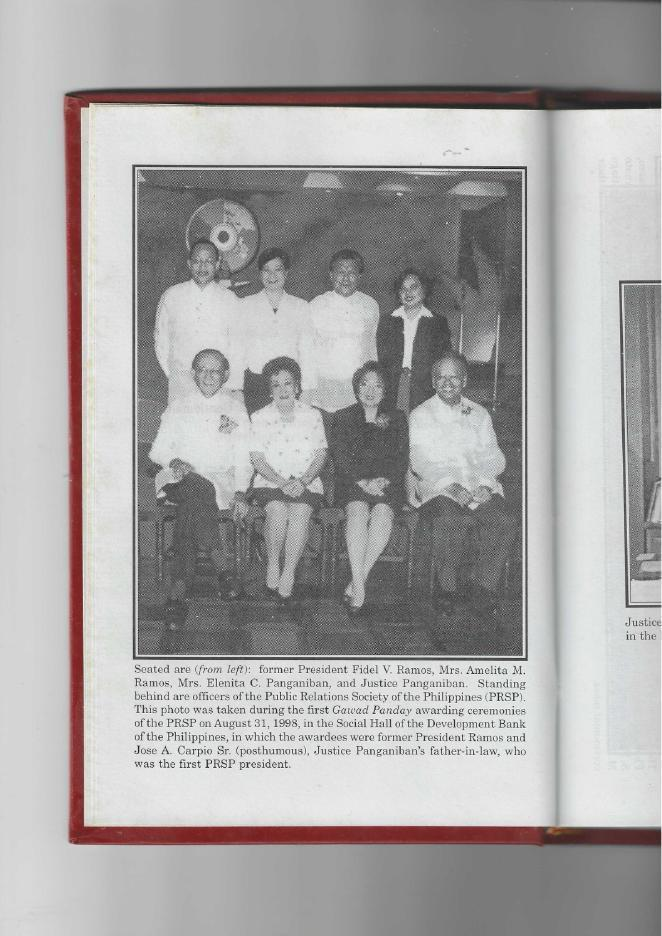 Seated are (from left): former President Fidel V. Ramos, Mrs. Amelita M.
Ramos, Mrs. Elenita C. Panganiban, and Justice Panganiban. Standing
behind are officers of the Public Relations Society of the Philippines (PRSP).
This photo was taken during the first Gawad Panday awarding ceremonies
of the PRSP on August 31, 1998, in the Social Hall of the Development Bank
of the Philippines, in which the awardees were former President Ramos and
Jose A. Carpio Sr. (posthumous), Justice Panganiban's father-in-law, who
was the first PRSP president.
Justice
in the